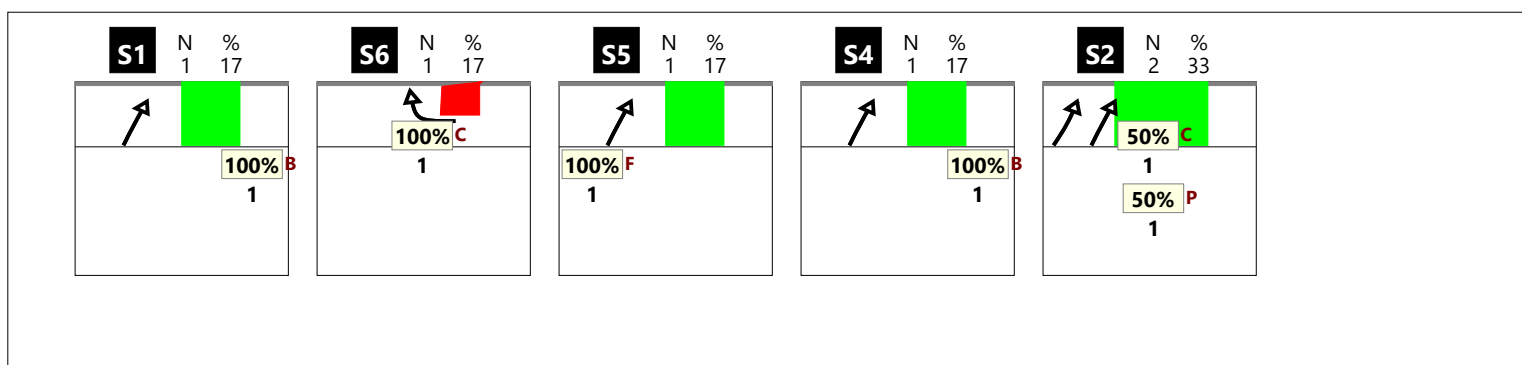 S1 N % 1 17
100% B
1
S6 N % 1 17
100% C
1
S5 N % 1 17
100% F
1
S4 N % 1 17
100% B
1
S2 N % 2 33
50% C
1
50% P
1